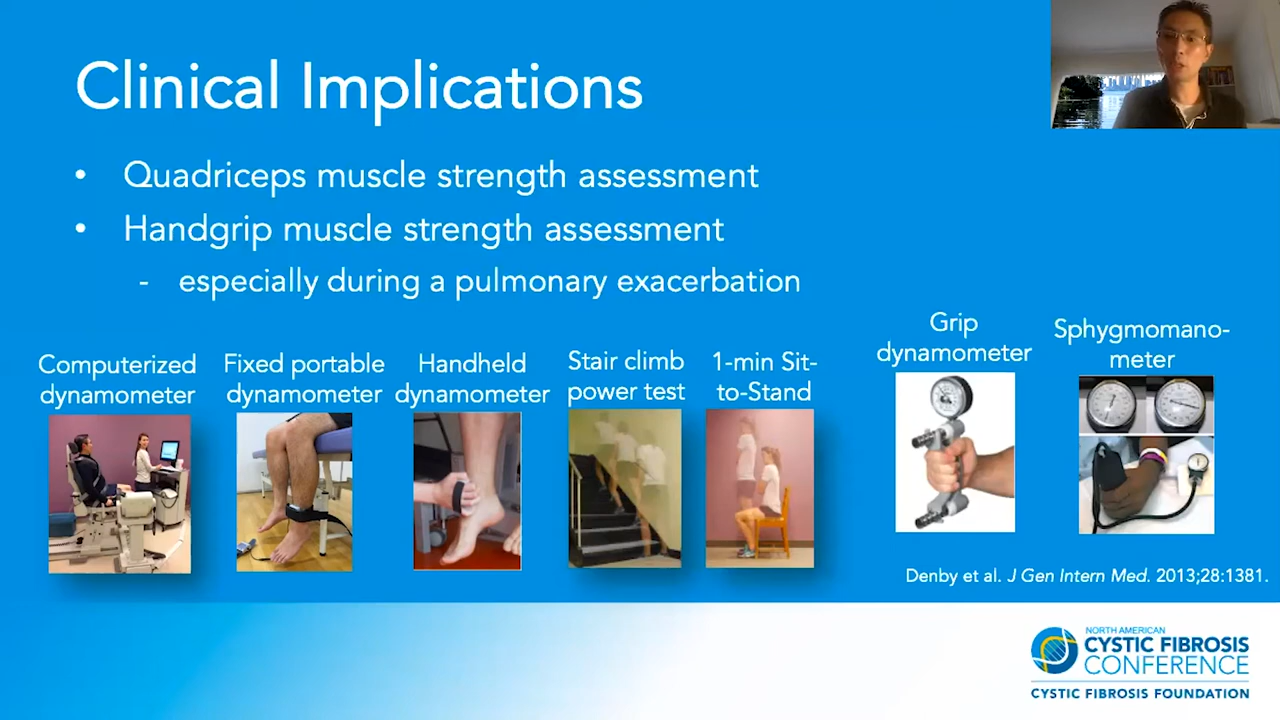 Clinical Implications
• Quadriceps muscle strength assessment
• Handgrip muscle strength assessment
- especially during a pulmonary exacerbation
Computerized
dynamometer
Fixed portable
dynamometer
Handheld
dynamometer
Stair climb
power test
1-min Sit-
to-Stand
Grip
dynamometer
Sphygmomano-
meter
Denby et al. J Gen Intern Med. 2013;28:1381.
NORTH AMERICAN
CYSTIC FIBROSIS
CONFERENCE
CYSTIC FIBROSIS FOUNDATION